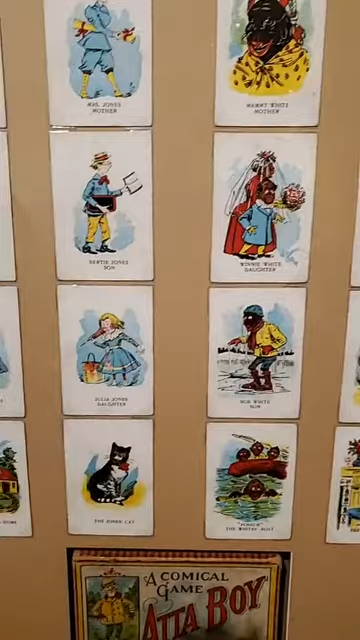 MRS. JONES
MOTHER
MAMMY WHITE
MOTHER
BERTIE JONES
SON
WINNIE WHITE
DAUGHTER
JULIA JONES
DAUGHTER
BOB WHITE
SON
THE JONES CAT
THE WHITES' BOAT
HOME
A COMICAL
GAME
ATTA BOY